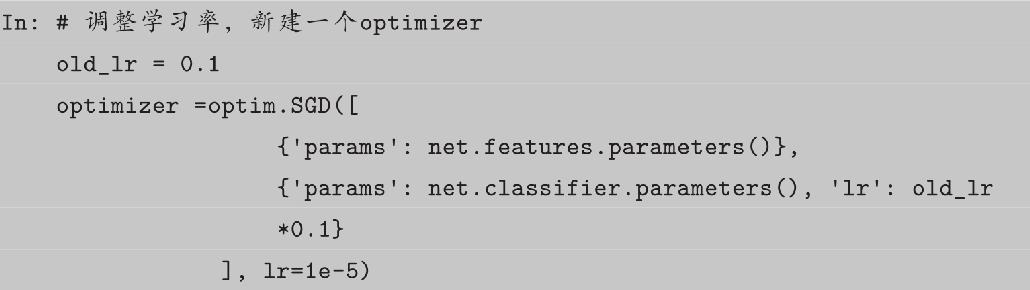 In: # 调整学习率，新建一个optimizer
old_lr = 0.1
optimizer =optim.SGD([
{'params': net.features.parameters()},
{'params': net.classifier.parameters(), 'lr': old_lr
*0.1}
], lr=1e-5)